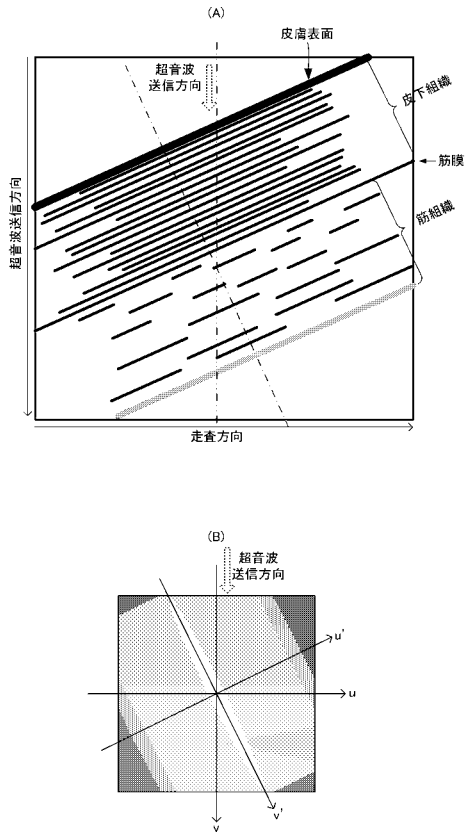 (A)
皮膚表面
超音波
送信方向
皮下組織
筋膜
筋組織
超音波送信方向
走査方向
(B)
超音波
送信方向
u'
u
v'
v